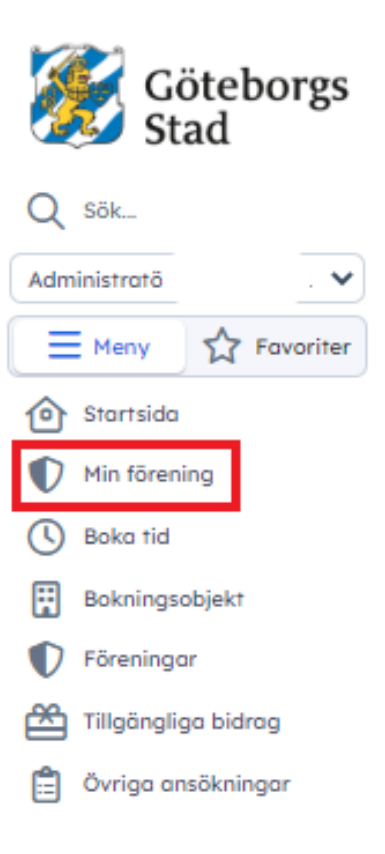 Göteborgs
Stad
Sök...
Administratö .
Meny Favoriter
Startsida
Min förening
Boka tid
Bokningsobjekt
Föreningar
Tillgängliga bidrag
Övriga ansökningar